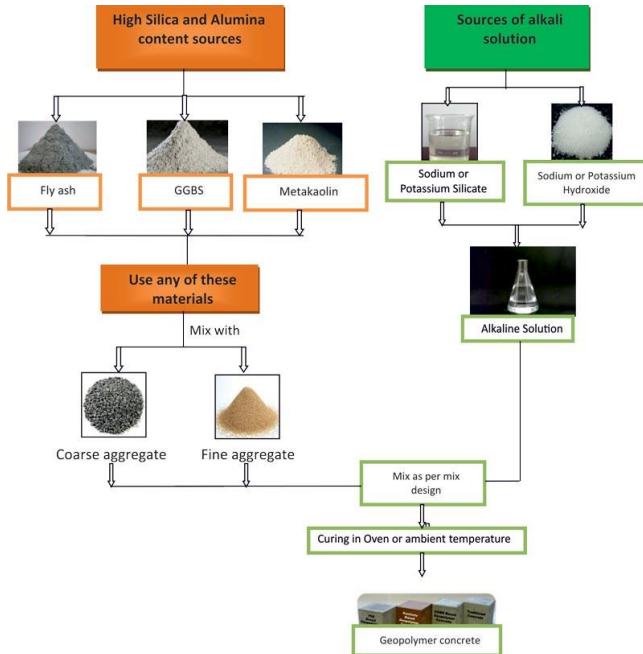 High Silica and Alumina
content sources
Sources of alkali
solution
Fly ash
GGBS
Metakaolin
Sodium or
Potassium Silicate
Sodium or Potassium
Hydroxide
Use any of these
materials
Alkaline Solution
Mix with
Coarse aggregate
Fine aggregate
Mix as per mix
design
Curing in Oven or ambient temperature
Geopolymer concrete